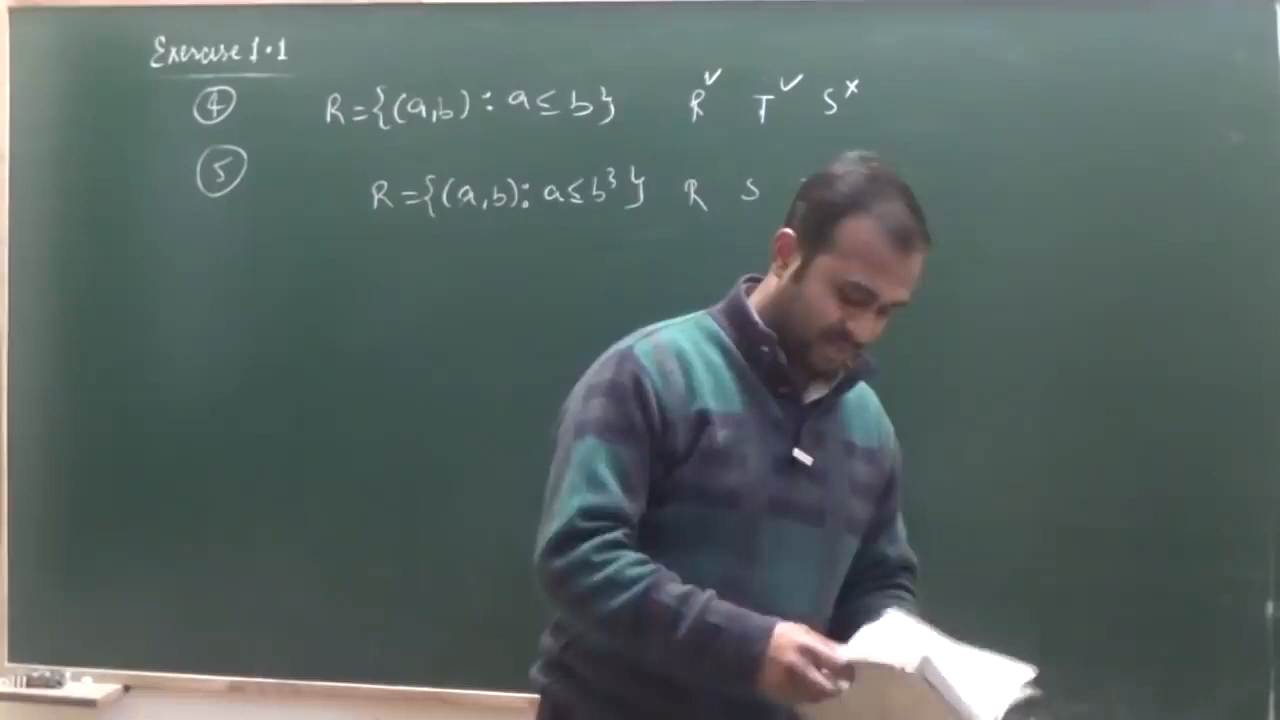 Exercise 1.1
④ R={(a,b) : a≤b} R✓ T✓ S×
⑤ R={(a,b): a≤b³} R S